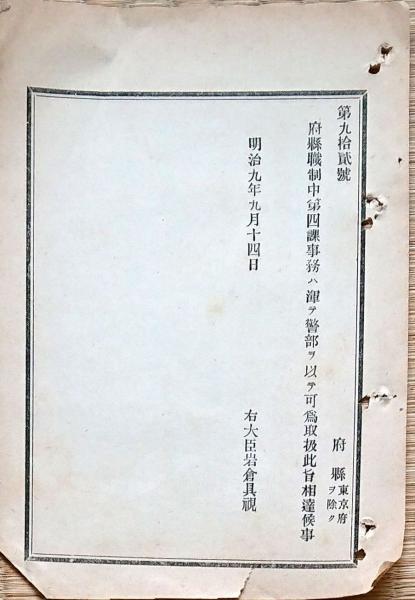 第九拾貳號
府縣 東京府ヲ除ク
府縣職制中第四課事務ハ渾テ警部ヲ以テ可爲取扱此旨相達候事
明治九年九月十四日
右大臣岩倉具視